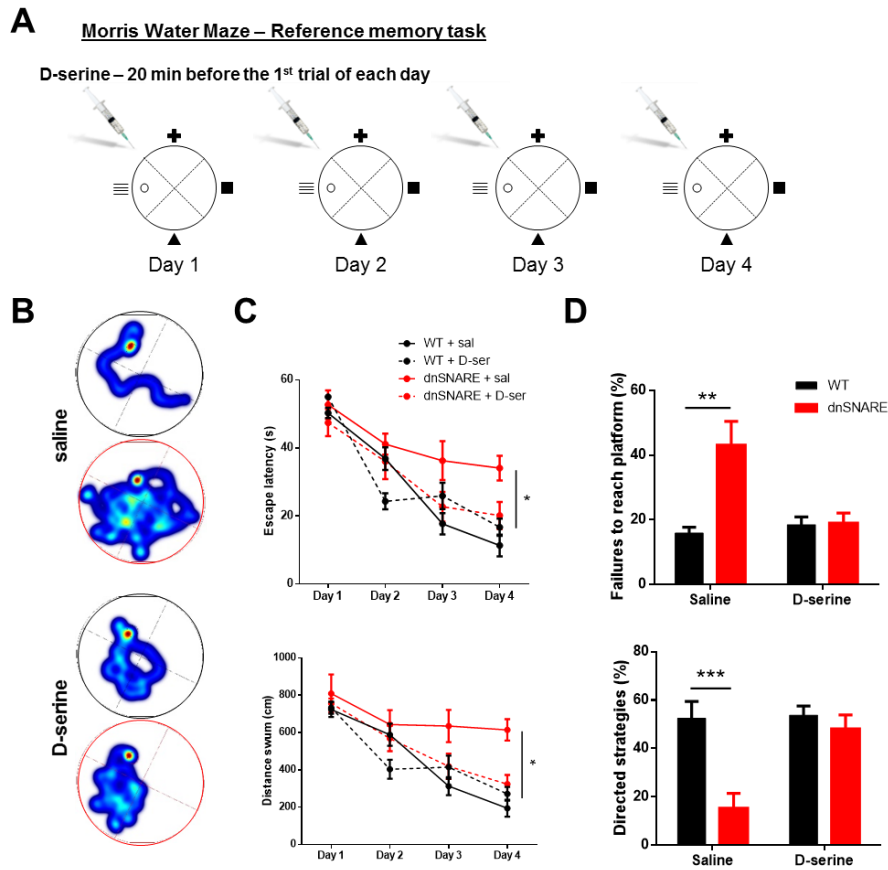 A
Morris Water Maze – Reference memory task
D-serine – 20 min before the 1st trial of each day
Day 1
Day 2
Day 3
Day 4
B
saline
D-serine
C
WT + sal
WT + D-ser
dnSNARE + sal
dnSNARE + D-ser
Escape latency (s)
60
40
20
0
*
Day 1
Day 2
Day 3
Day 4
Distance swum (cm)
1000
800
600
400
200
0
*
Day 1
Day 2
Day 3
Day 4
D
WT
dnSNARE
Failures to reach platform (%)
60
40
20
0
**
Saline
D-serine
Directed strategies (%)
80
60
40
20
0
***
Saline
D-serine